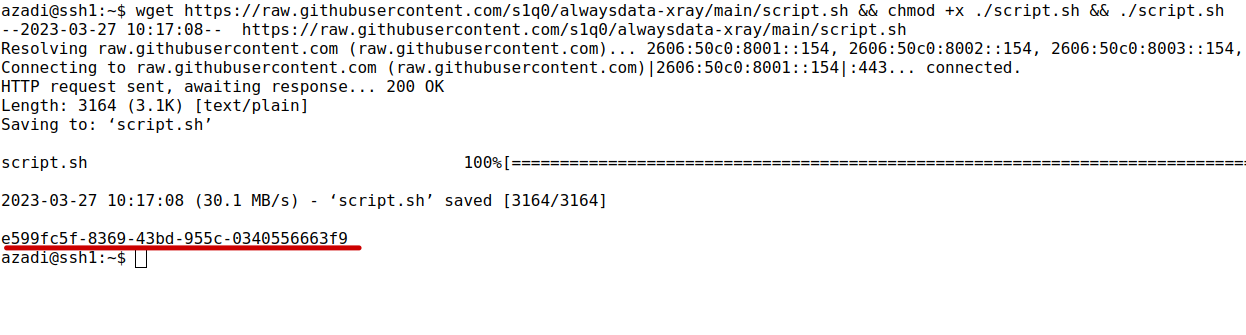 azadi@ssh1:~$ wget https://raw.githubusercontent.com/s1q0/alwaysdata-xray/main/script.sh && chmod +x ./script.sh && ./script.sh
--2023-03-27 10:17:08--  https://raw.githubusercontent.com/s1q0/alwaysdata-xray/main/script.sh
Resolving raw.githubusercontent.com (raw.githubusercontent.com)... 2606:50c0:8001::154, 2606:50c0:8002::154, 2606:50c0:8003::154,
Connecting to raw.githubusercontent.com (raw.githubusercontent.com)|2606:50c0:8001::154|:443... connected.
HTTP request sent, awaiting response... 200 OK
Length: 3164 (3.1K) [text/plain]
Saving to: ‘script.sh’
script.sh                                       100%[=============================================================================
2023-03-27 10:17:08 (30.1 MB/s) - ‘script.sh’ saved [3164/3164]
e599fc5f-8369-43bd-955c-0340556663f9
azadi@ssh1:~$